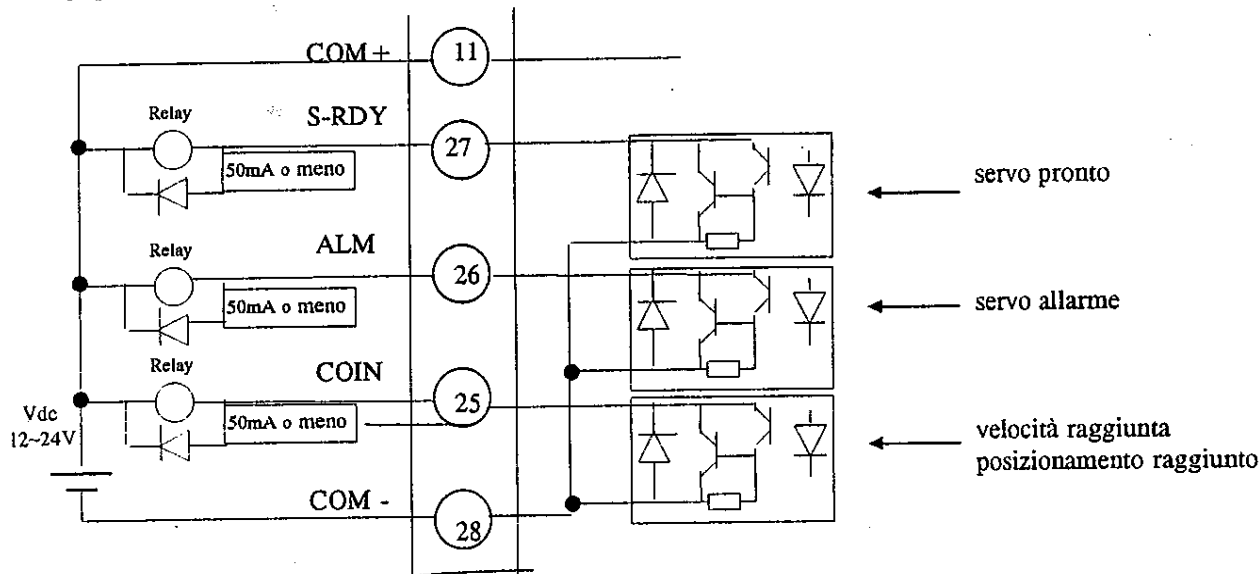 COM +
11
Relay
S-RDY
27
50mA o meno
servo pronto
Relay
ALM
26
50mA o meno
servo allarme
Relay
COIN
25
50mA o meno
Vdc
12~24V
velocità raggiunta
posizionamento raggiunto
COM -
28